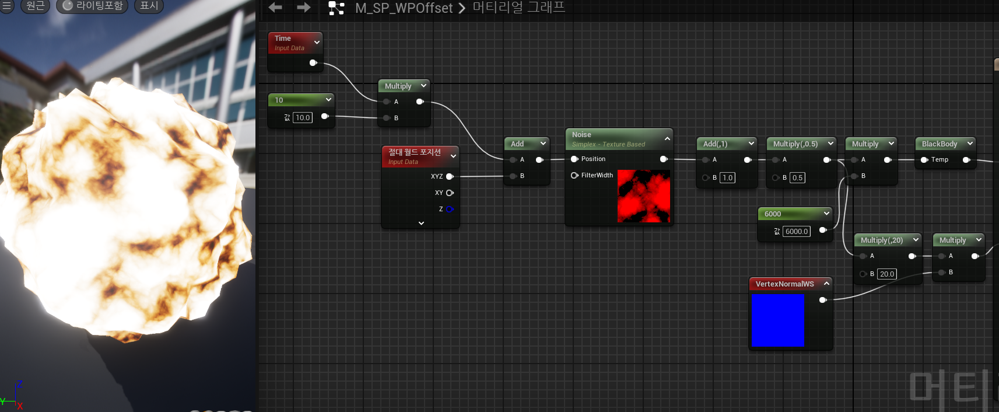 원근
라이팅포함
표시
M_SP_WPOffset
머티리얼 그래프
Time
Input Data
10
값 10.0
Multiply
A
B
절대 월드 포지션
Input Data
XYZ
XY
Z
Add
A
B
Noise
Simplex - Texture Based
Position
FilterWidth
Add(,1)
A
B 1.0
Multiply(,0.5)
A
B 0.5
Multiply
A
B
BlackBody
Temp
6000
값 6000.0
Multiply(,20)
A
B 20.0
Multiply
A
B
VertexNormalWS
Z
Y
X
머티